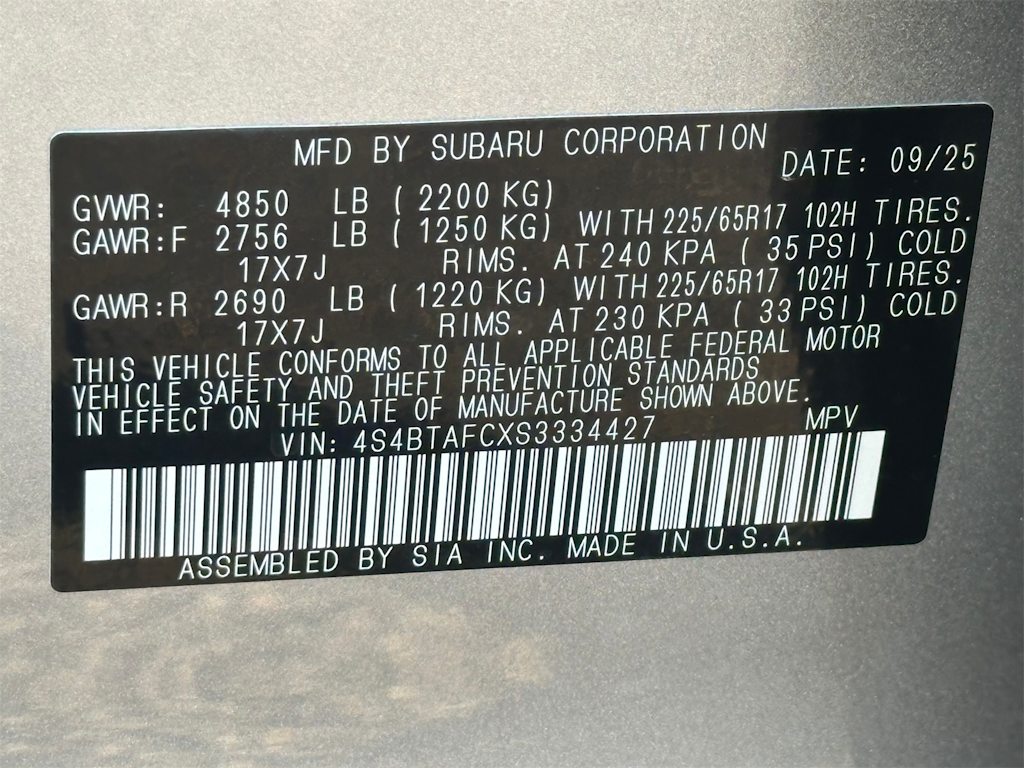 MFD BY SUBARU CORPORATION DATE: 09/25
GVWR: 4850 LB ( 2200 KG)
GAWR:F 2756 LB ( 1250 KG) WITH 225/65R17 102H TIRES.
17X7J RIMS. AT 240 KPA ( 35 PSI) COLD
GAWR:R 2690 LB ( 1220 KG) WITH 225/65R17 102H TIRES.
17X7J RIMS. AT 230 KPA ( 33 PSI) COLD
THIS VEHICLE CONFORMS TO ALL APPLICABLE FEDERAL MOTOR
VEHICLE SAFETY AND THEFT PREVENTION STANDARDS
IN EFFECT ON THE DATE OF MANUFACTURE SHOWN ABOVE.
VIN: 4S4BTAFCXS3334427 MPV
ASSEMBLED BY SIA INC. MADE IN U.S.A.